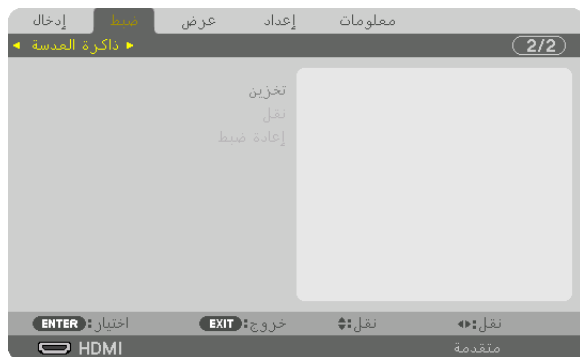 إدخال ضبط عرض إعداد معلومات
ذاكرة العدسة 2/2
تخزين
نقل
إعادة ضبط
ENTER: اختيار EXIT: خروج نقل: نقل:
HDMI متقدمة